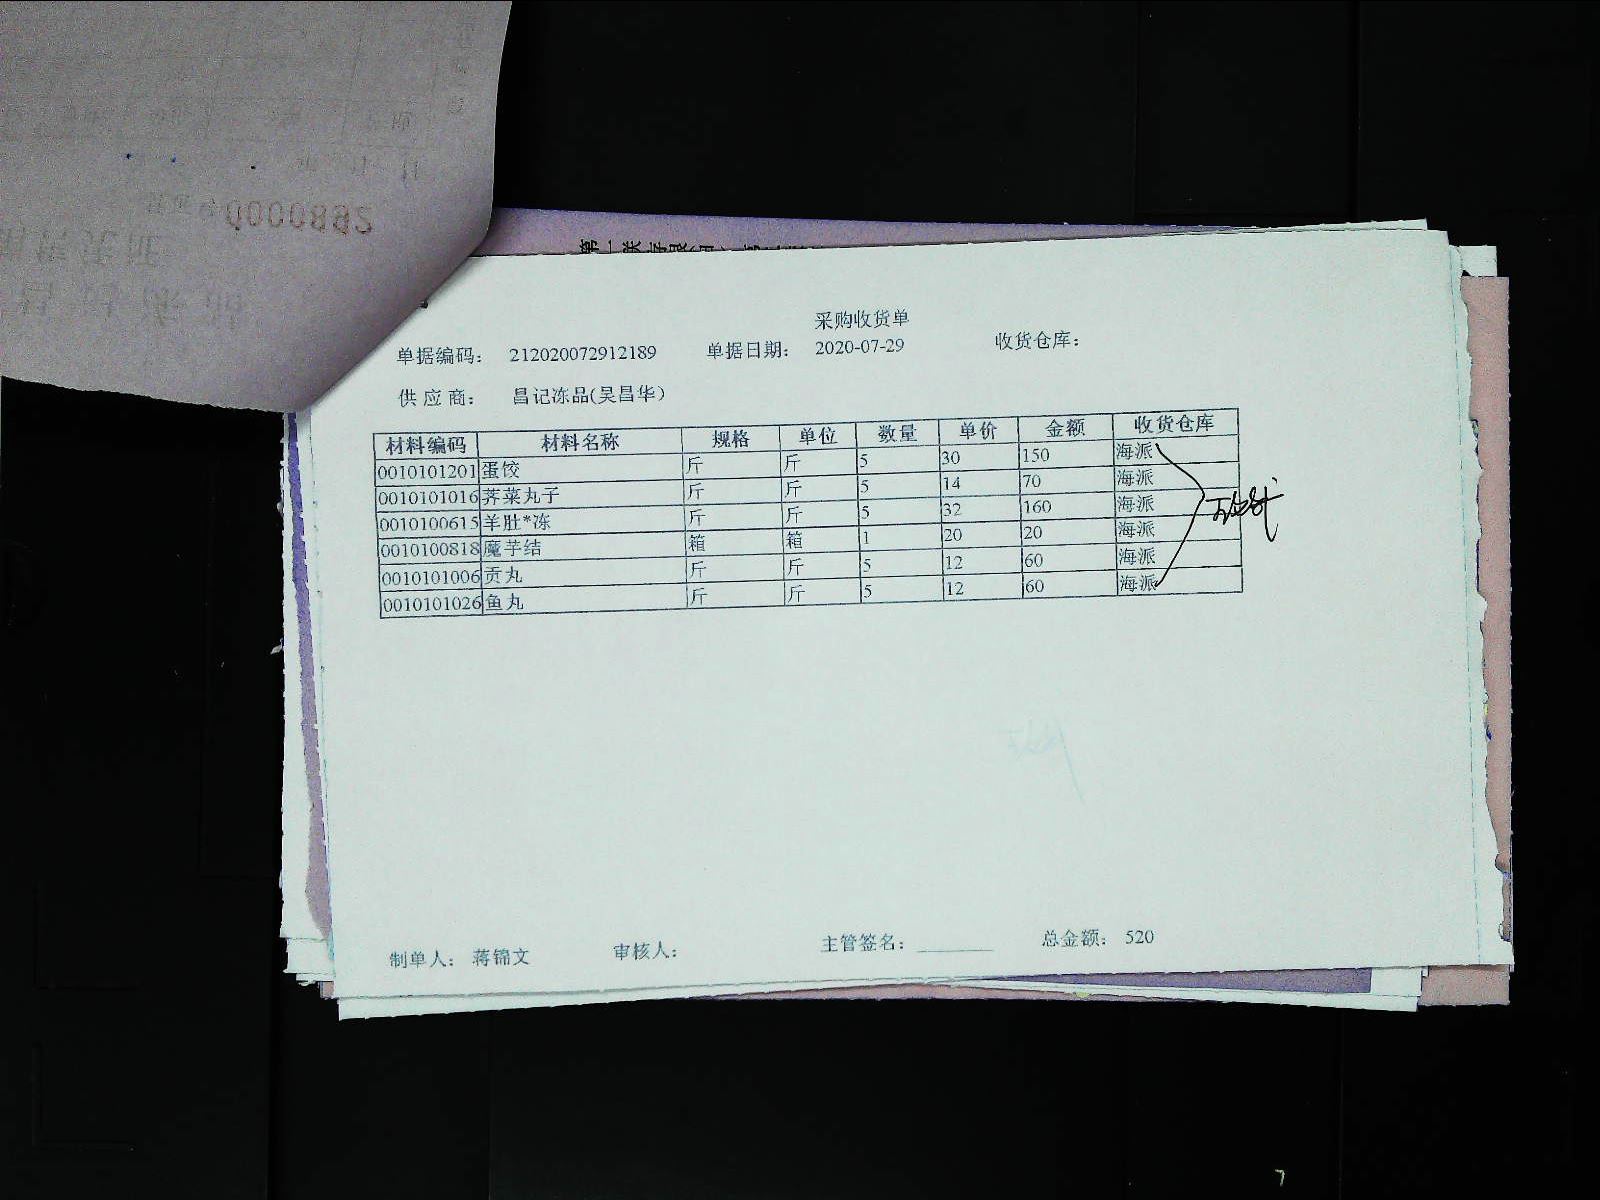 0000892
采购收货单
单据编码： 212020072912189 单据日期： 2020-07-29 收货仓库：
供应商： 昌记冻品(吴昌华)
材料编码 材料名称 规格 单位 数量 单价 金额 收货仓库
0010101201 蛋饺 斤 斤 5 30 150 海派
0010101016 荠菜丸子 斤 斤 5 14 70 海派
0010100615 羊肚*冻 斤 斤 5 32 160 海派
0010100818 魔芋结 箱 箱 1 20 20 海派
0010101006 贡丸 斤 斤 5 12 60 海派
0010101026 鱼丸 斤 斤 5 12 60 海派
制单人： 蒋锦文 审核人： 主管签名： 总金额： 520